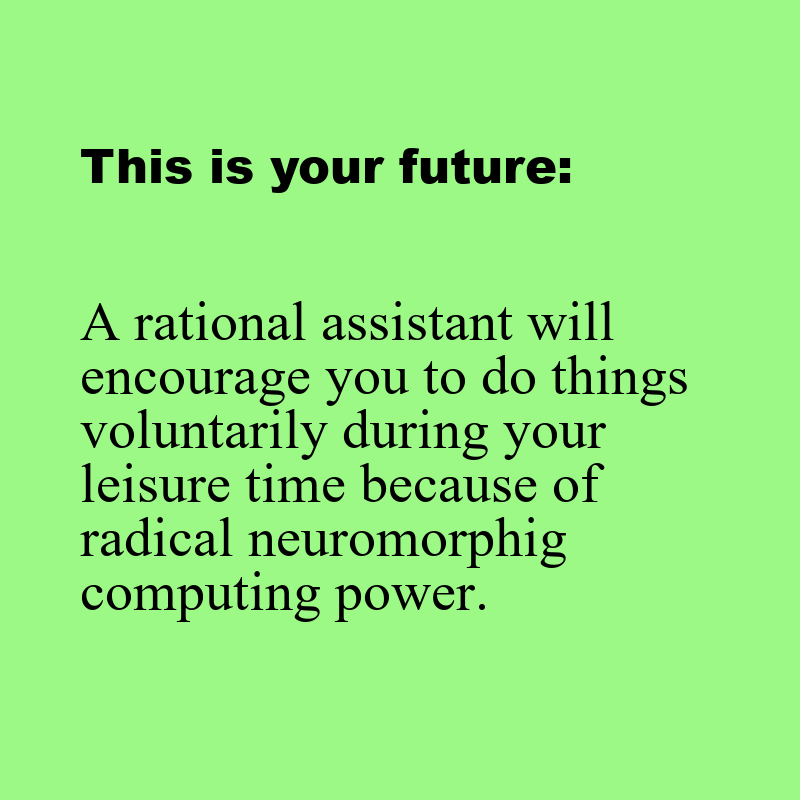 This is your future:
A rational assistant will
encourage you to do things
voluntarily during your
leisure time because of
radical neuromorphig
computing power.